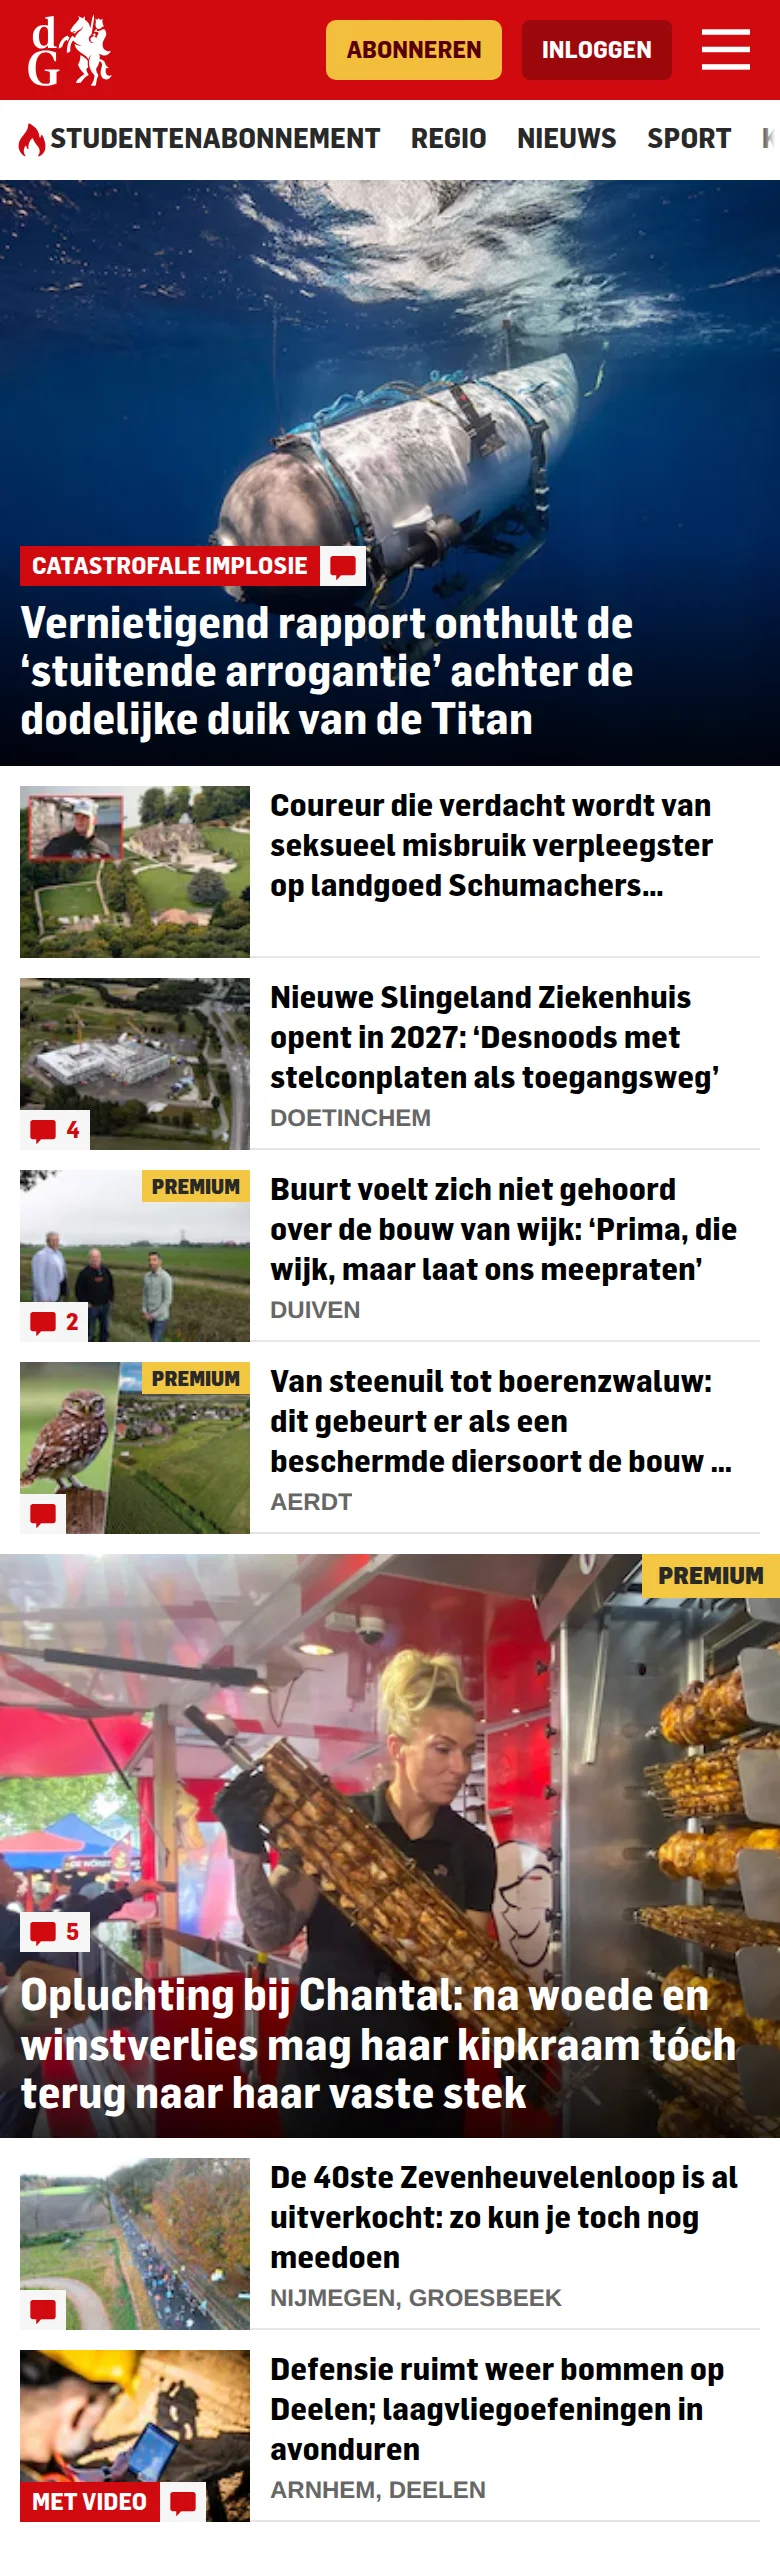 dG
ABONNEREN
INLOGGEN
STUDENTENABONNEMENT
REGIO
NIEUWS
SPORT
CATASTROFALE IMPLOSIE
Vernietigend rapport onthult de
‘stuitende arrogantie’ achter de
dodelijke duik van de Titan
Coureur die verdacht wordt van
seksueel misbruik verpleegster
op landgoed Schumachers...
Nieuwe Slingeland Ziekenhuis
opent in 2027: ‘Desnoods met
stelconplaten als toegangsweg’
DOETINCHEM
4
PREMIUM
Buurt voelt zich niet gehoord
over de bouw van wijk: ‘Prima, die
wijk, maar laat ons meepraten’
DUIVEN
2
PREMIUM
Van steenuil tot boerenzwaluw:
dit gebeurt er als een
beschermde diersoort de bouw ...
AERDT
PREMIUM
5
Opluchting bij Chantal: na woede en
winstverlies mag haar kipkraam tóch
terug naar haar vaste stek
De 40ste Zevenheuvelenloop is al
uitverkocht: zo kun je toch nog
meedoen
NIJMEGEN, GROESBEEK
Defensie ruimt weer bommen op
Deelen; laagvliegoefeningen in
avonduren
ARNHEM, DEELEN
MET VIDEO